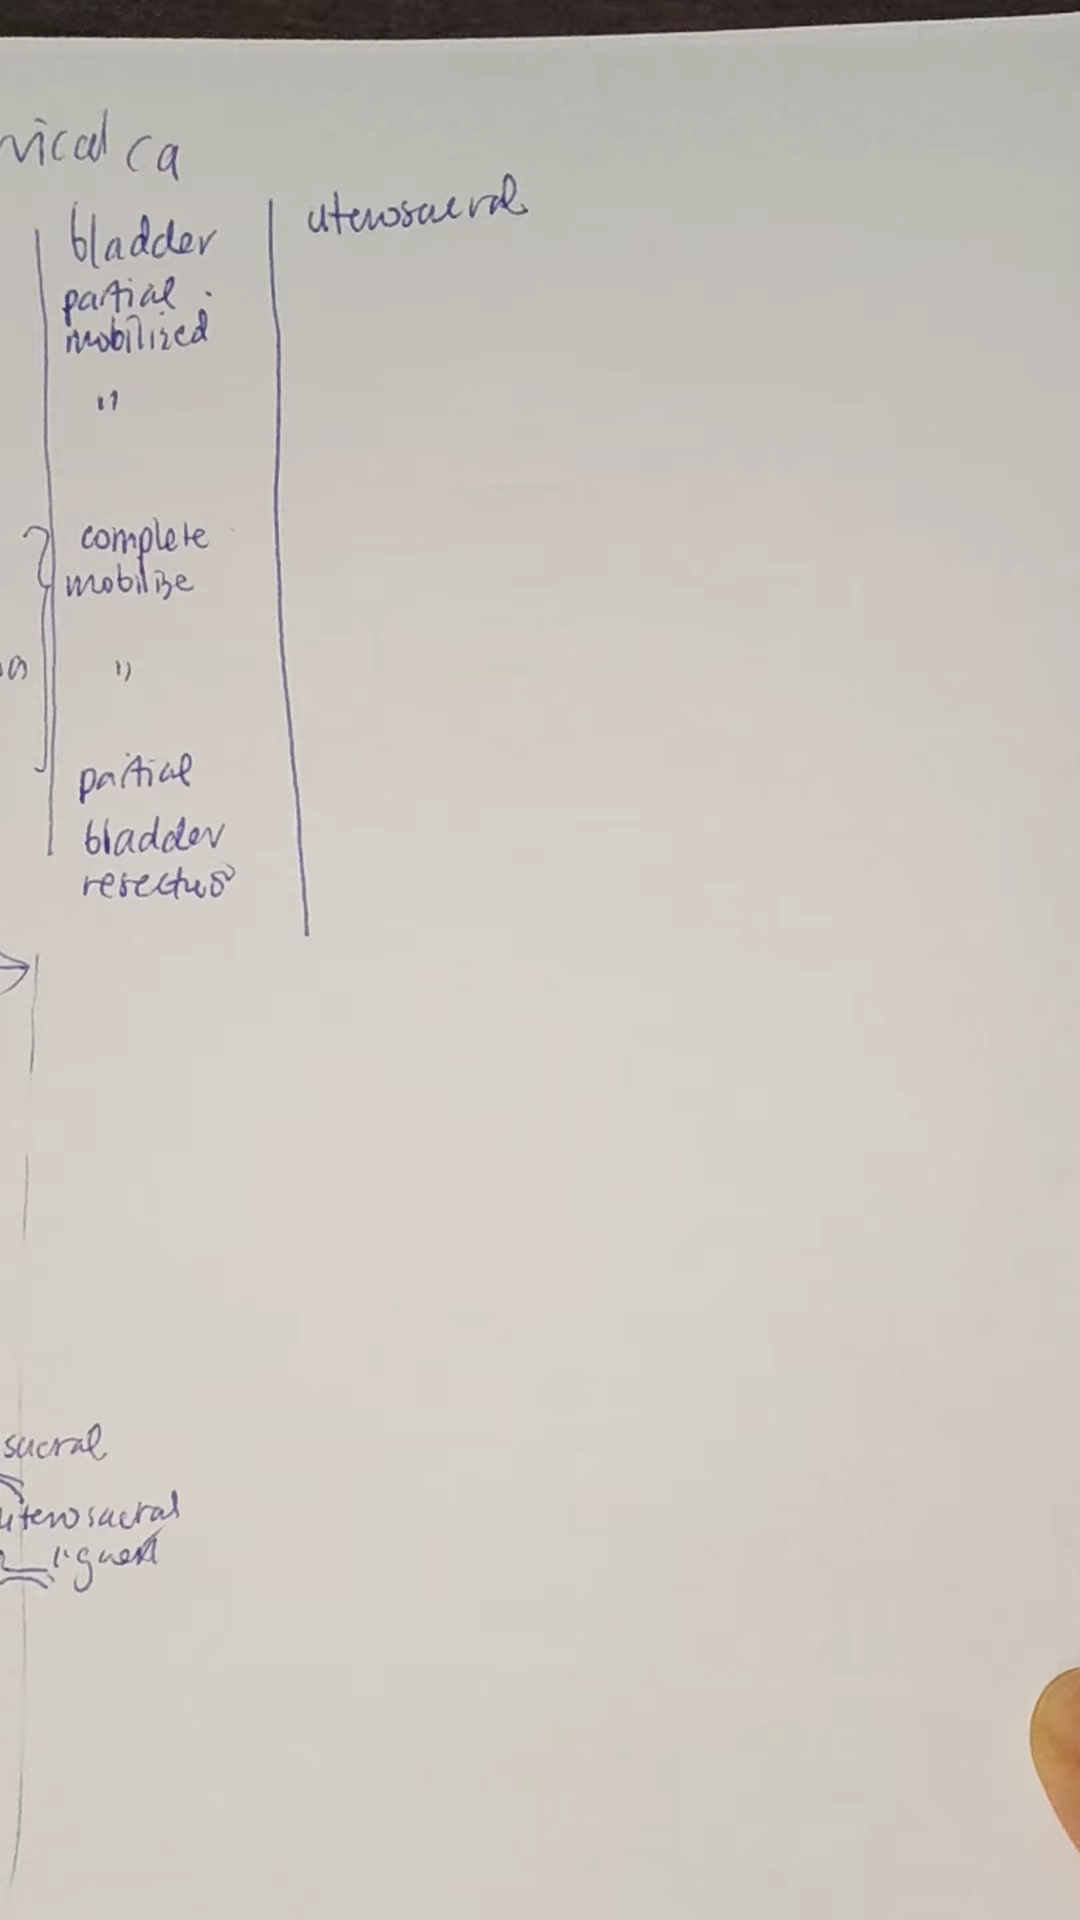 vical ca
bladder
uterosacral
partial
mobilized
"
complete
mobilize
"
partial
bladder
resection
sacral
uterosacral
ligament